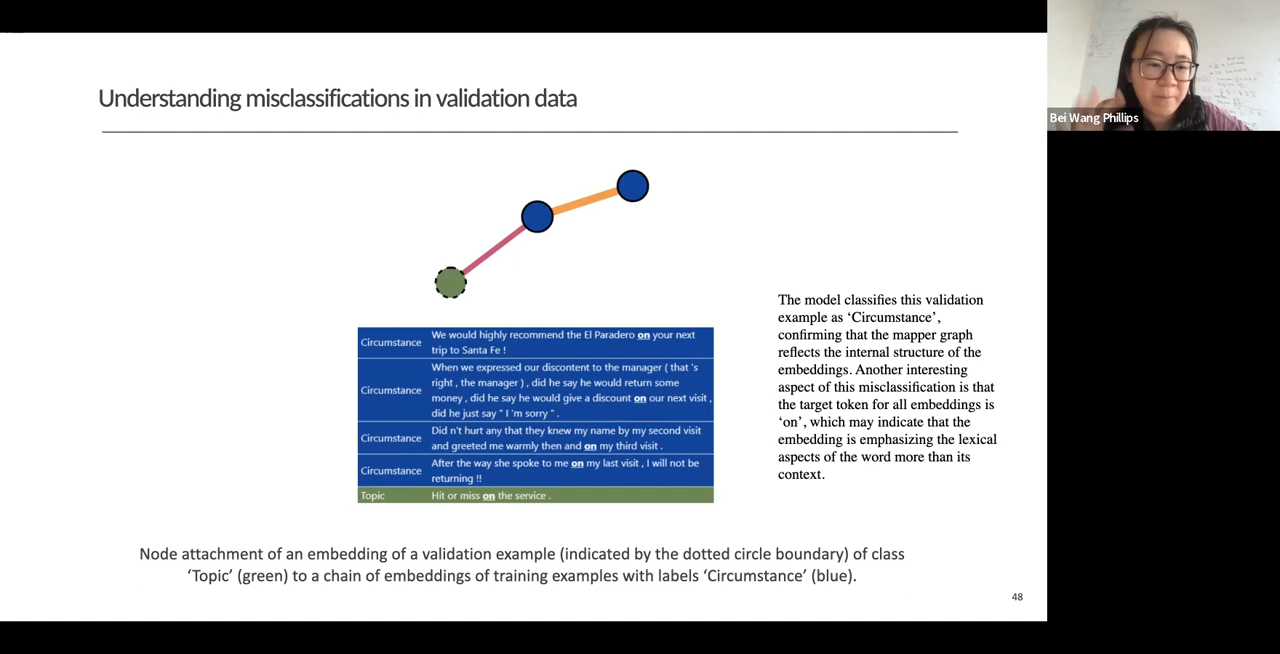 Understanding misclassifications in validation data
Bei Wang Phillips
Circumstance
We would highly recommend the El Paradero on your next
trip to Santa Fe !
Circumstance
When we expressed our discontent to the manager ( that 's
right , the manager ) , did he say he would return some
money , did he say he would give a discount on our next visit ,
did he just say " I 'm sorry " .
Circumstance
Did n't hurt any that they knew my name by my second visit
and greeted me warmly then and on my third visit .
Circumstance
After the way she spoke to me on my last visit , I will not be
returning !!
Topic
Hit or miss on the service .
The model classifies this validation
example as ‘Circumstance’,
confirming that the mapper graph
reflects the internal structure of the
embeddings. Another interesting
aspect of this misclassification is that
the target token for all embeddings is
‘on’, which may indicate that the
embedding is emphasizing the lexical
aspects of the word more than its
context.
Node attachment of an embedding of a validation example (indicated by the dotted circle boundary) of class
‘Topic’ (green) to a chain of embeddings of training examples with labels ‘Circumstance’ (blue).
48